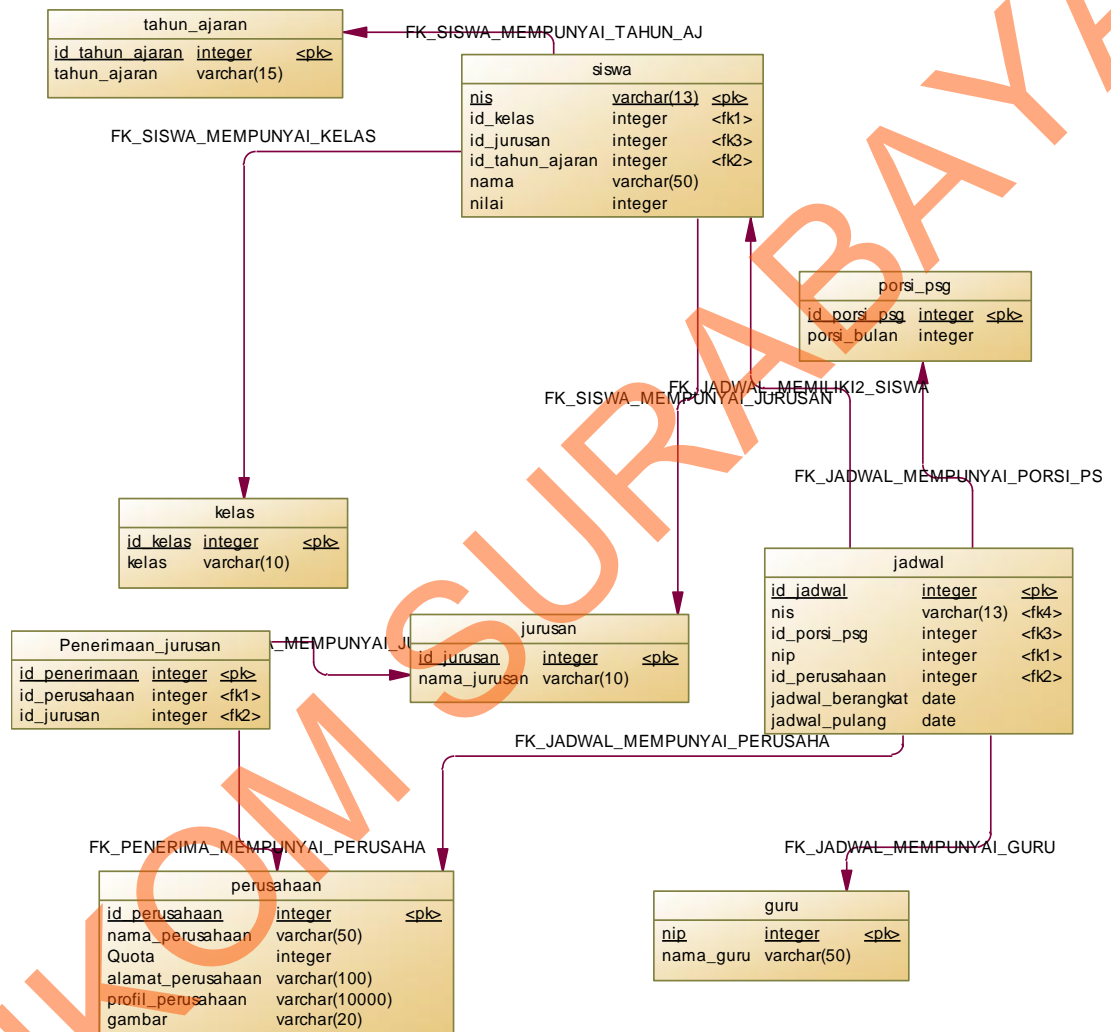 tahun_ajaran
id_tahun_ajaran integer <pk>
tahun_ajaran varchar(15)
FK_SISWA_MEMPUNYAI_TAHUN_AJ
siswa
nis varchar(13) <pk>
id_kelas integer <fk1>
id_jurusan integer <fk3>
id_tahun_ajaran integer <fk2>
nama varchar(50)
nilai integer
FK_SISWA_MEMPUNYAI_KELAS
porsi_psg
id_porsi_psg integer <pk>
porsi_bulan integer
FK_JADWAL_MEMILIKI2_SISWA
FK_SISWA_MEMPUNYAI_JURUSAN
FK_JADWAL_MEMPUNYAI_PORSI_PS
kelas
id_kelas integer <pk>
kelas varchar(10)
jadwal
id_jadwal integer <pk>
nis varchar(13) <fk4>
id_porsi_psg integer <fk3>
nip integer <fk1>
id_perusahaan integer <fk2>
jadwal_berangkat date
jadwal_pulang date
Penerimaan_jurusan
id_penerimaan integer <pk>
id_perusahaan integer <fk1>
id_jurusan integer <fk2>
jurusan
id_jurusan integer <pk>
nama_jurusan varchar(10)
FK_JADWAL_MEMPUNYAI_PERUSAHA
FK_PENERIMA_MEMPUNYAI_PERUSAHA
FK_JADWAL_MEMPUNYAI_GURU
perusahaan
id_perusahaan integer <pk>
nama_perusahaan varchar(50)
Quota integer
alamat_perusahaan varchar(100)
profil_perusahaan varchar(10000)
gambar varchar(20)
guru
nip integer <pk>
nama_guru varchar(50)
IKOM SURABAYA